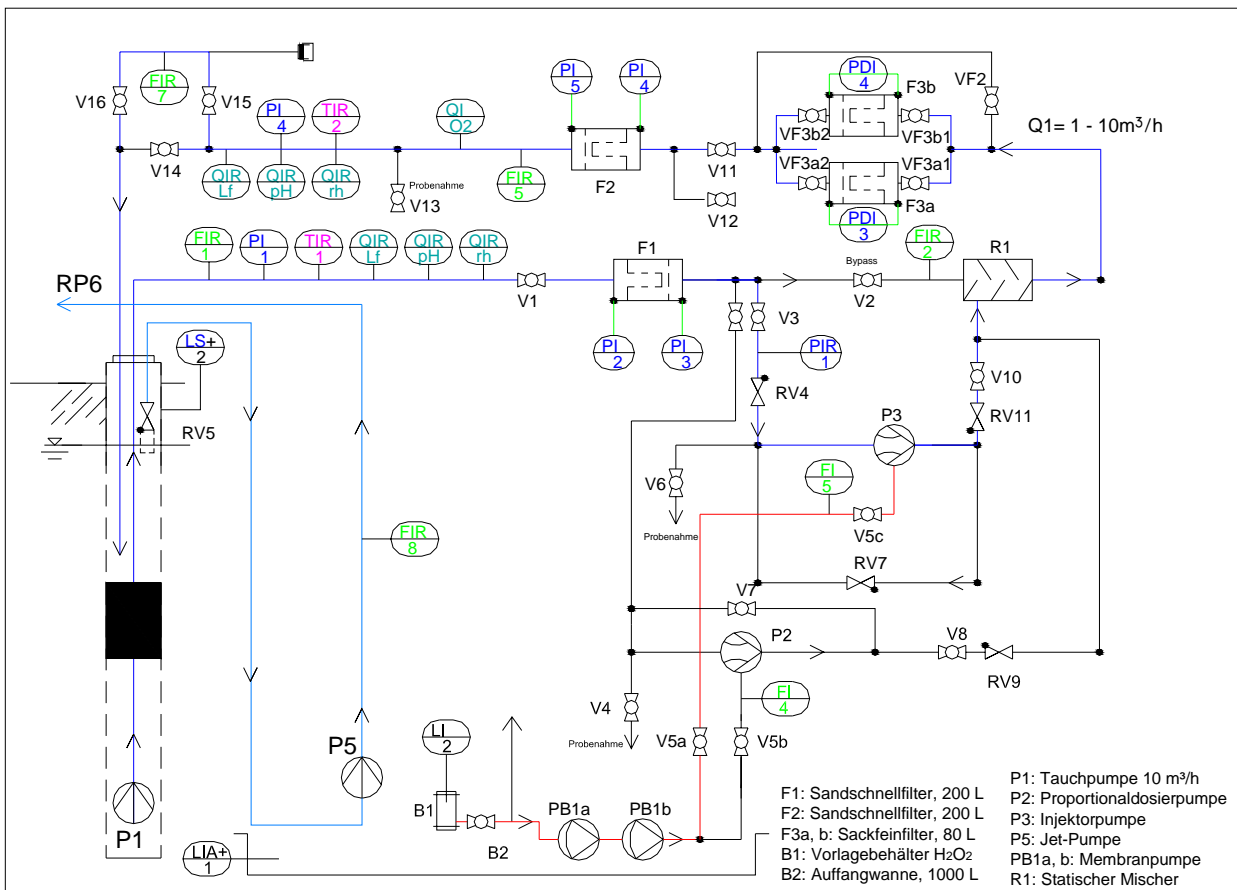 FIR
7
V16
V15
PI
4
TIR
2
QI
O2
PI
5
PI
4
PDI
4
F3b
VF2
VF3b2
VF3b1
Q1= 1 - 10m³/h
V14
QIR
Lf
QIR
pH
QIR
rh
Probenahme
V13
FIR
5
F2
V11
V12
VF3a2
VF3a1
F3a
PDI
3
FIR
1
PI
1
TIR
1
QIR
Lf
QIR
pH
QIR
rh
V1
F1
Bypass
V2
FIR
2
R1
RP6
LS+
2
PI
2
PI
3
V3
PIR
1
RV4
V10
RV11
RV5
P3
FI
5
V6
Probenahme
V5c
FIR
8
RV7
V7
P2
V8
RV9
FI
4
V4
Probenahme
V5a
V5b
LI
2
P5
B1
B2
PB1a
PB1b
P1
LIA+
1
F1: Sandschnellfilter, 200 L
F2: Sandschnellfilter, 200 L
F3a, b: Sackfeinfilter, 80 L
B1: Vorlagebehälter H2O2
B2: Auffangwanne, 1000 L
P1: Tauchpumpe 10 m³/h
P2: Proportionaldosierpumpe
P3: Injektorpumpe
P5: Jet-Pumpe
PB1a, b: Membranpumpe
R1: Statischer Mischer